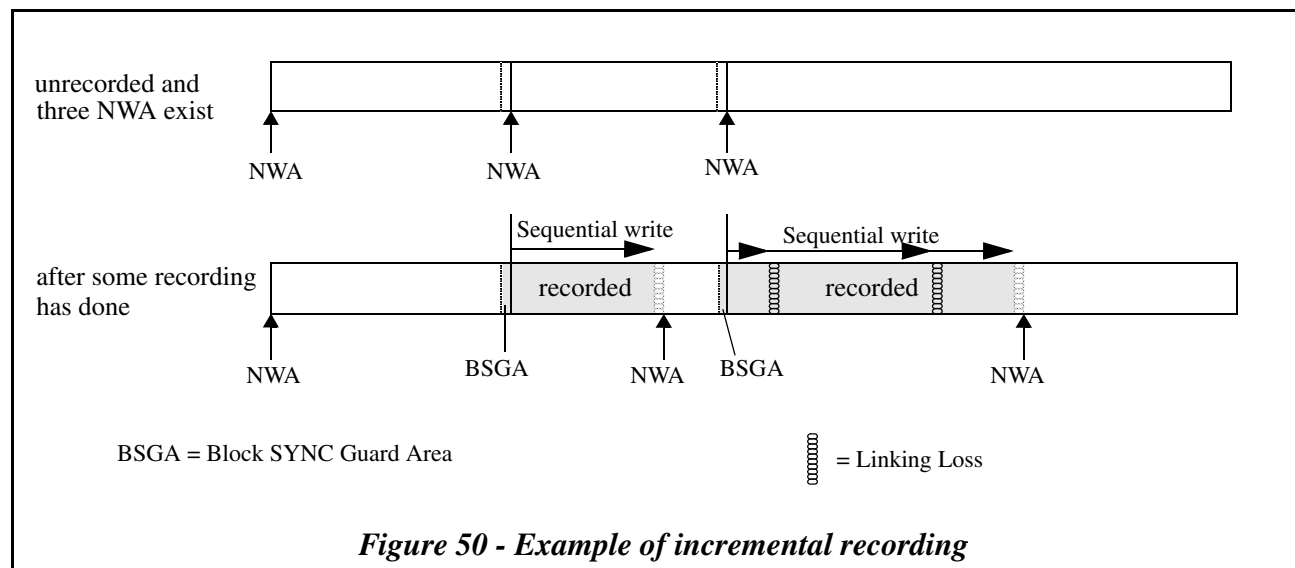 unrecorded and
three NWA exist
NWA
NWA
NWA
Sequential write
Sequential write
after some recording
has done
recorded
recorded
NWA
BSGA
NWA
BSGA
NWA
BSGA = Block SYNC Guard Area
= Linking Loss
Figure 50 - Example of incremental recording